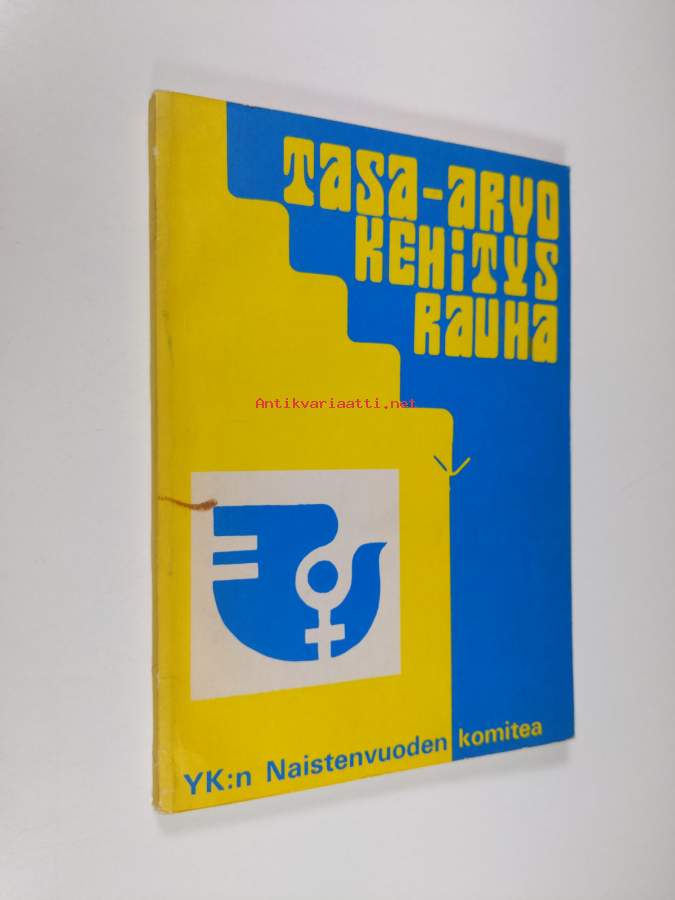 TASA-ARVO
KEHiTYS
RAUHA
Antikvariaatti.net
YK:n Naistenvuoden komitea